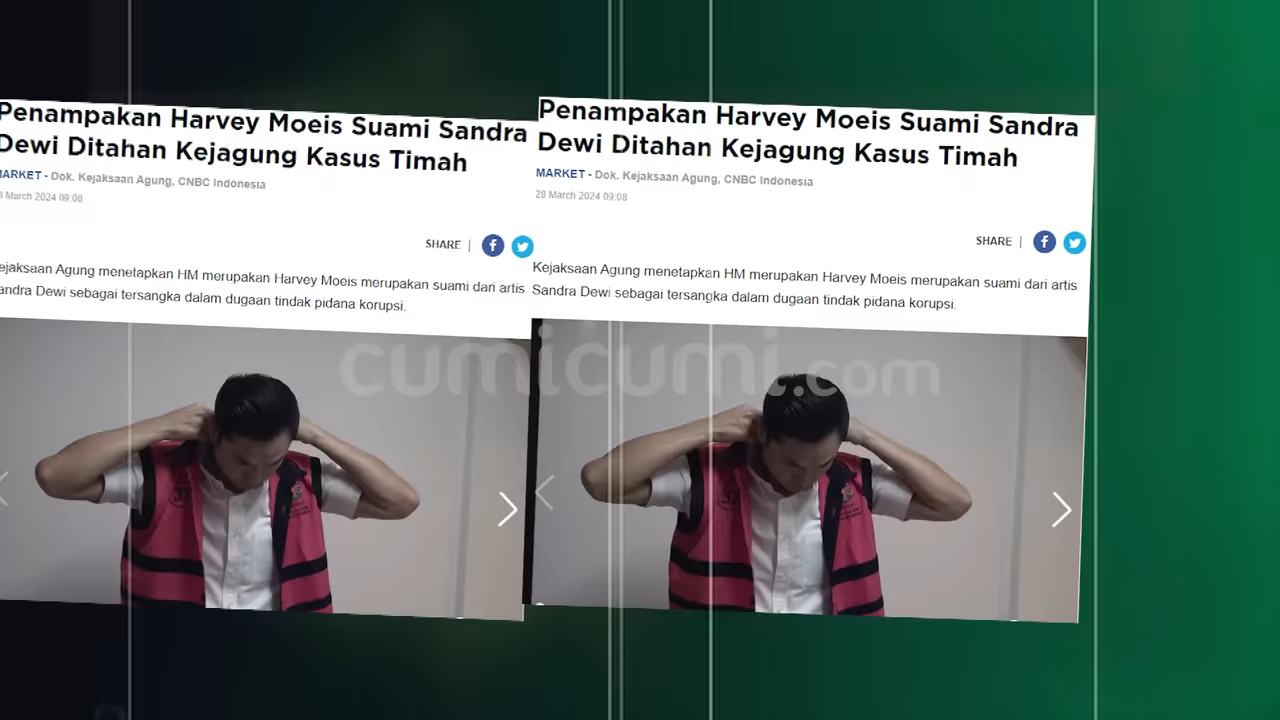 Penampakan Harvey Moeis Suami Sandra
Dewi Ditahan Kejagung Kasus Timah
MARKET - Dok. Kejaksaan Agung, CNBC Indonesia
28 March 2024 09:08
SHARE |
Kejaksaan Agung menetapkan HM merupakan Harvey Moeis merupakan suami dari artis
Sandra Dewi sebagai tersangka dalam dugaan tindak pidana korupsi.
Penampakan Harvey Moeis Suami Sandra
Dewi Ditahan Kejagung Kasus Timah
MARKET - Dok. Kejaksaan Agung, CNBC Indonesia
28 March 2024 09:08
SHARE |
Kejaksaan Agung menetapkan HM merupakan Harvey Moeis merupakan suami dari artis
Sandra Dewi sebagai tersangka dalam dugaan tindak pidana korupsi.
cumicumi.com